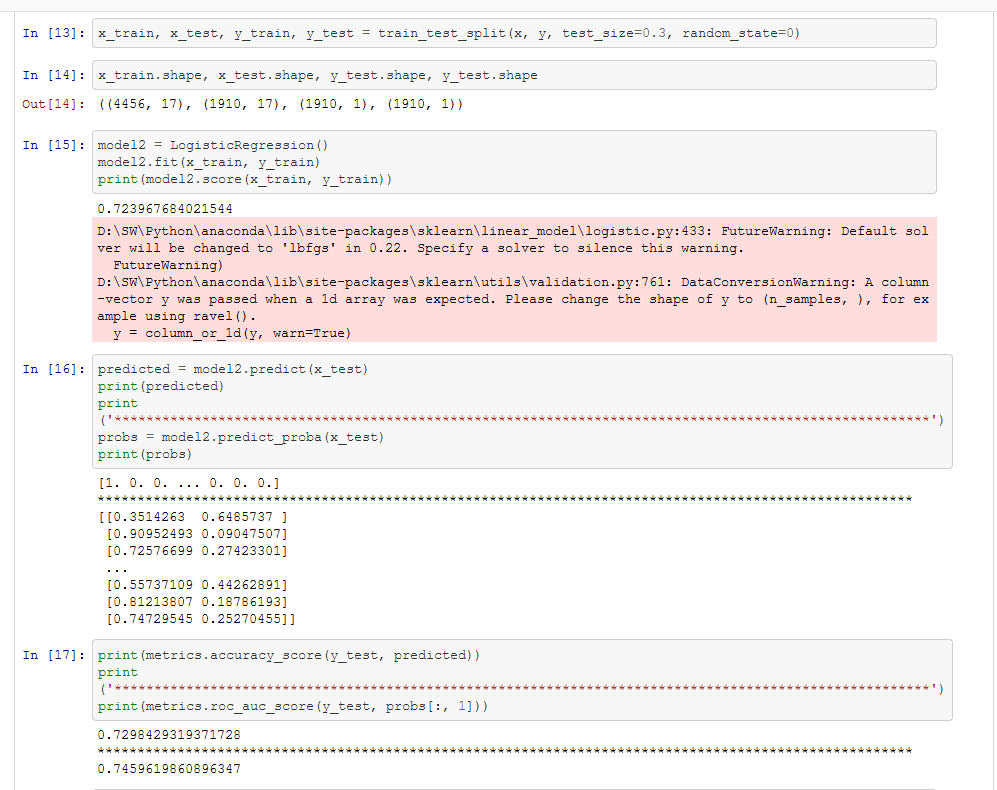 In [13]: x_train, x_test, y_train, y_test = train_test_split(x, y, test_size=0.3, random_state=0)
In [14]: x_train.shape, x_test.shape, y_test.shape, y_test.shape
Out[14]: ((4456, 17), (1910, 17), (1910, 1), (1910, 1))
In [15]: model2 = LogisticRegression()
model2.fit(x_train, y_train)
print(model2.score(x_train, y_train))
0.723967684021544
D:\SW\Python\anaconda\lib\site-packages\sklearn\linear_model\logistic.py:433: FutureWarning: Default sol
ver will be changed to 'lbfgs' in 0.22. Specify a solver to silence this warning.
  FutureWarning)
D:\SW\Python\anaconda\lib\site-packages\sklearn\utils\validation.py:761: DataConversionWarning: A column
-vector y was passed when a 1d array was expected. Please change the shape of y to (n_samples, ), for ex
ample using ravel().
  y = column_or_1d(y, warn=True)
In [16]: predicted = model2.predict(x_test)
print(predicted)
print
('******************************************************************************************************')
probs = model2.predict_proba(x_test)
print(probs)
[1. 0. 0. ... 0. 0. 0.]
******************************************************************************************************
[[0.3514263  0.6485737 ]
 [0.90952493 0.09047507]
 [0.72576699 0.27423301]
 ...
 [0.55737109 0.44262891]
 [0.81213807 0.18786193]
 [0.74729545 0.25270455]]
In [17]: print(metrics.accuracy_score(y_test, predicted))
print
('******************************************************************************************************')
print(metrics.roc_auc_score(y_test, probs[:, 1]))
0.7298429319371728
******************************************************************************************************
0.7459619860896347